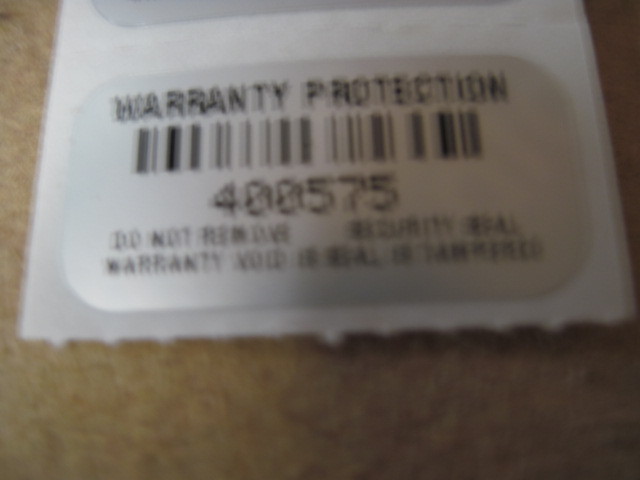 WARRANTY PROTECTION
400575
DO NOT REMOVE SECURITY SEAL
WARRANTY VOID IF SEAL IS TAMPERED